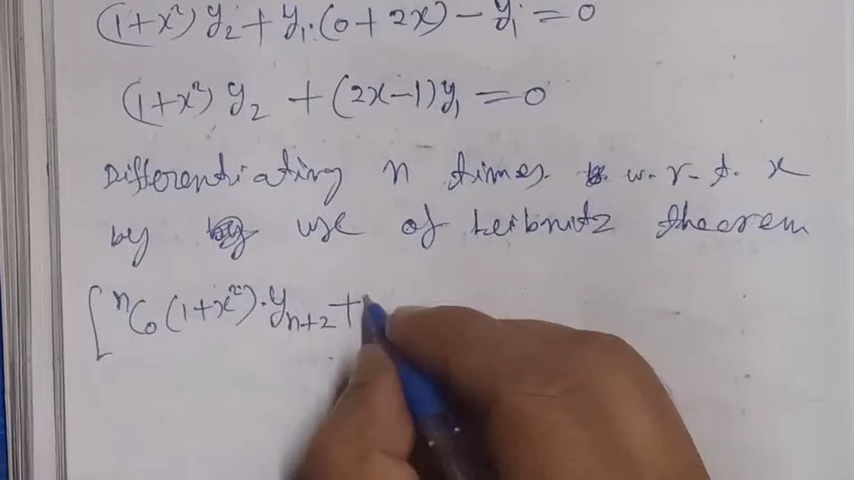 (1+x²) y₂ + y₁.(0+2x) - y₁ = 0
(1+x²) y₂ + (2x-1)y₁ = 0
Differentiating n times w.r.t. x
by use of Leibnutz theorem
[ ⁿC₀ (1+x²)·yₙ₊₂ +